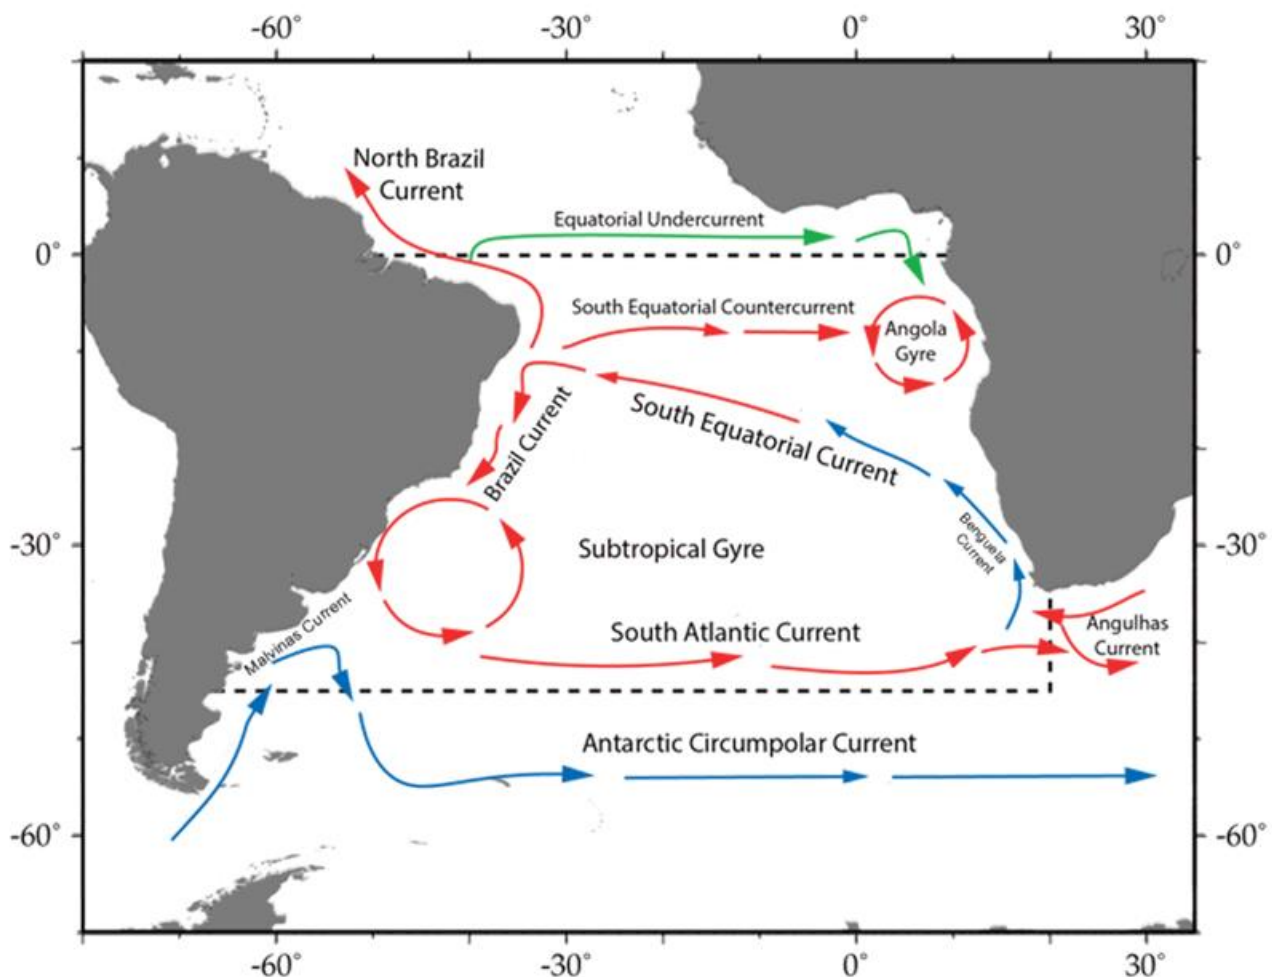 -60°
-30°
0°
30°
North Brazil
Current
Equatorial Undercurrent
0°
0°
South Equatorial Countercurrent
Angola
Gyre
South Equatorial Current
Brazil Current
Benguela
Current
-30°
Subtropical Gyre
-30°
Malvinas Current
South Atlantic Current
Angulhas
Current
Antarctic Circumpolar Current
-60°
-60°
-60°
-30°
0°
30°